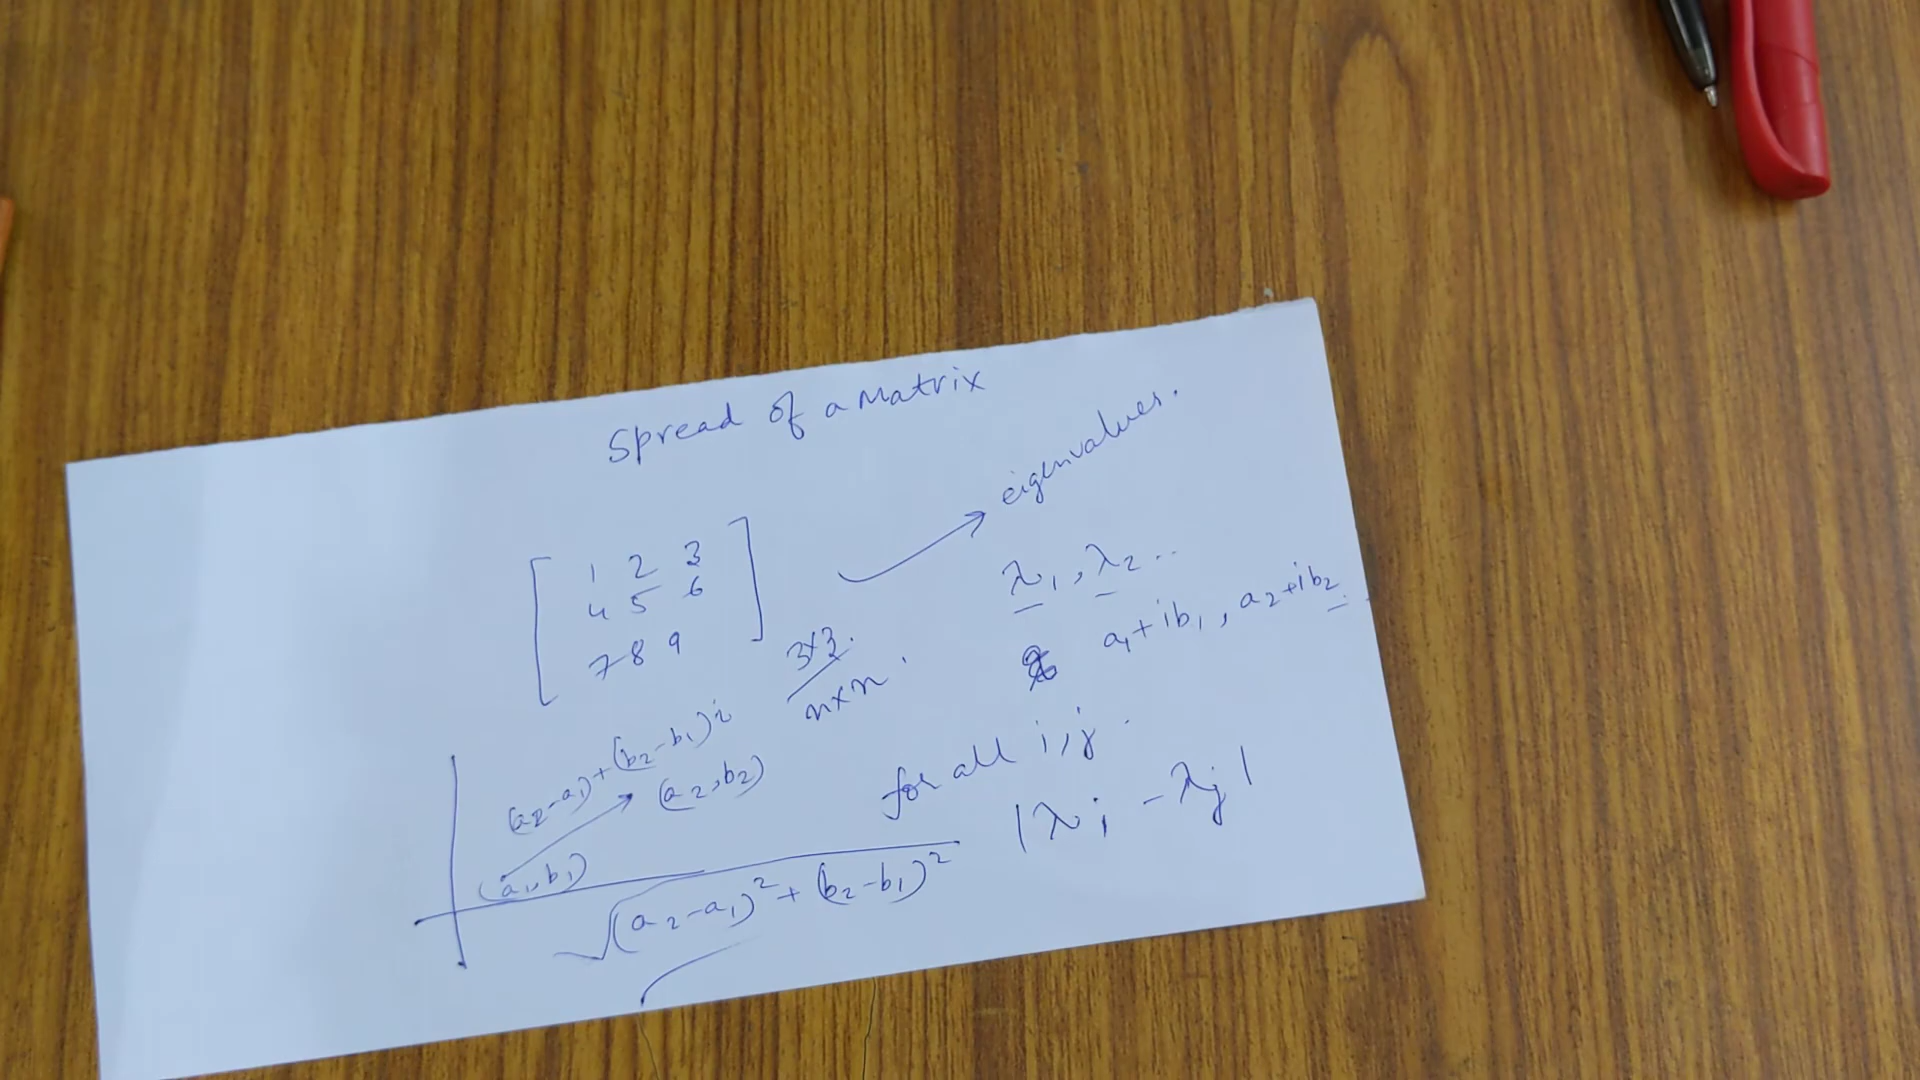 Spread of a Matrix
eigenvalues.
1 2 3
4 5 6
7 8 9
3×3.
n×n.
λ1, λ2 ..
a1+ib1, a2+ib2.
(a2-a1)+(b2-b1)i
(a2,b2)
(a1,b1)
for all i,j.
|λi - λj|
√(a2-a1)²+(b2-b1)²